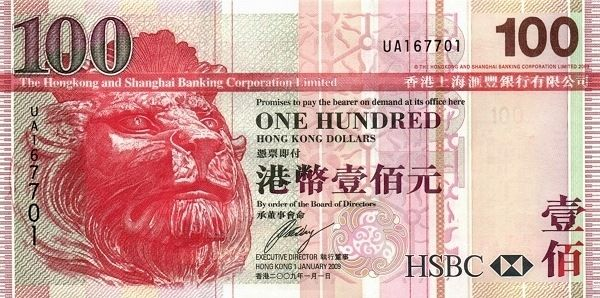 100
UA167701
100
© THE HONGKONG AND SHANGHAI BANKING CORPORATION LIMITED
The Hongkong and Shanghai Banking Corporation Limited
香港上海滙豐銀行有限公司
Promises to pay the bearer on demand at its office here
ONE HUNDRED
HONG KONG DOLLARS
憑票即付
港幣壹佰元
By order of the Board of Directors
承董事會命
EXECUTIVE DIRECTOR 執行董事
HONG KONG 1 JANUARY 2009
香港二〇〇九年一月一日
UA167701
100
壹佰
HSBC